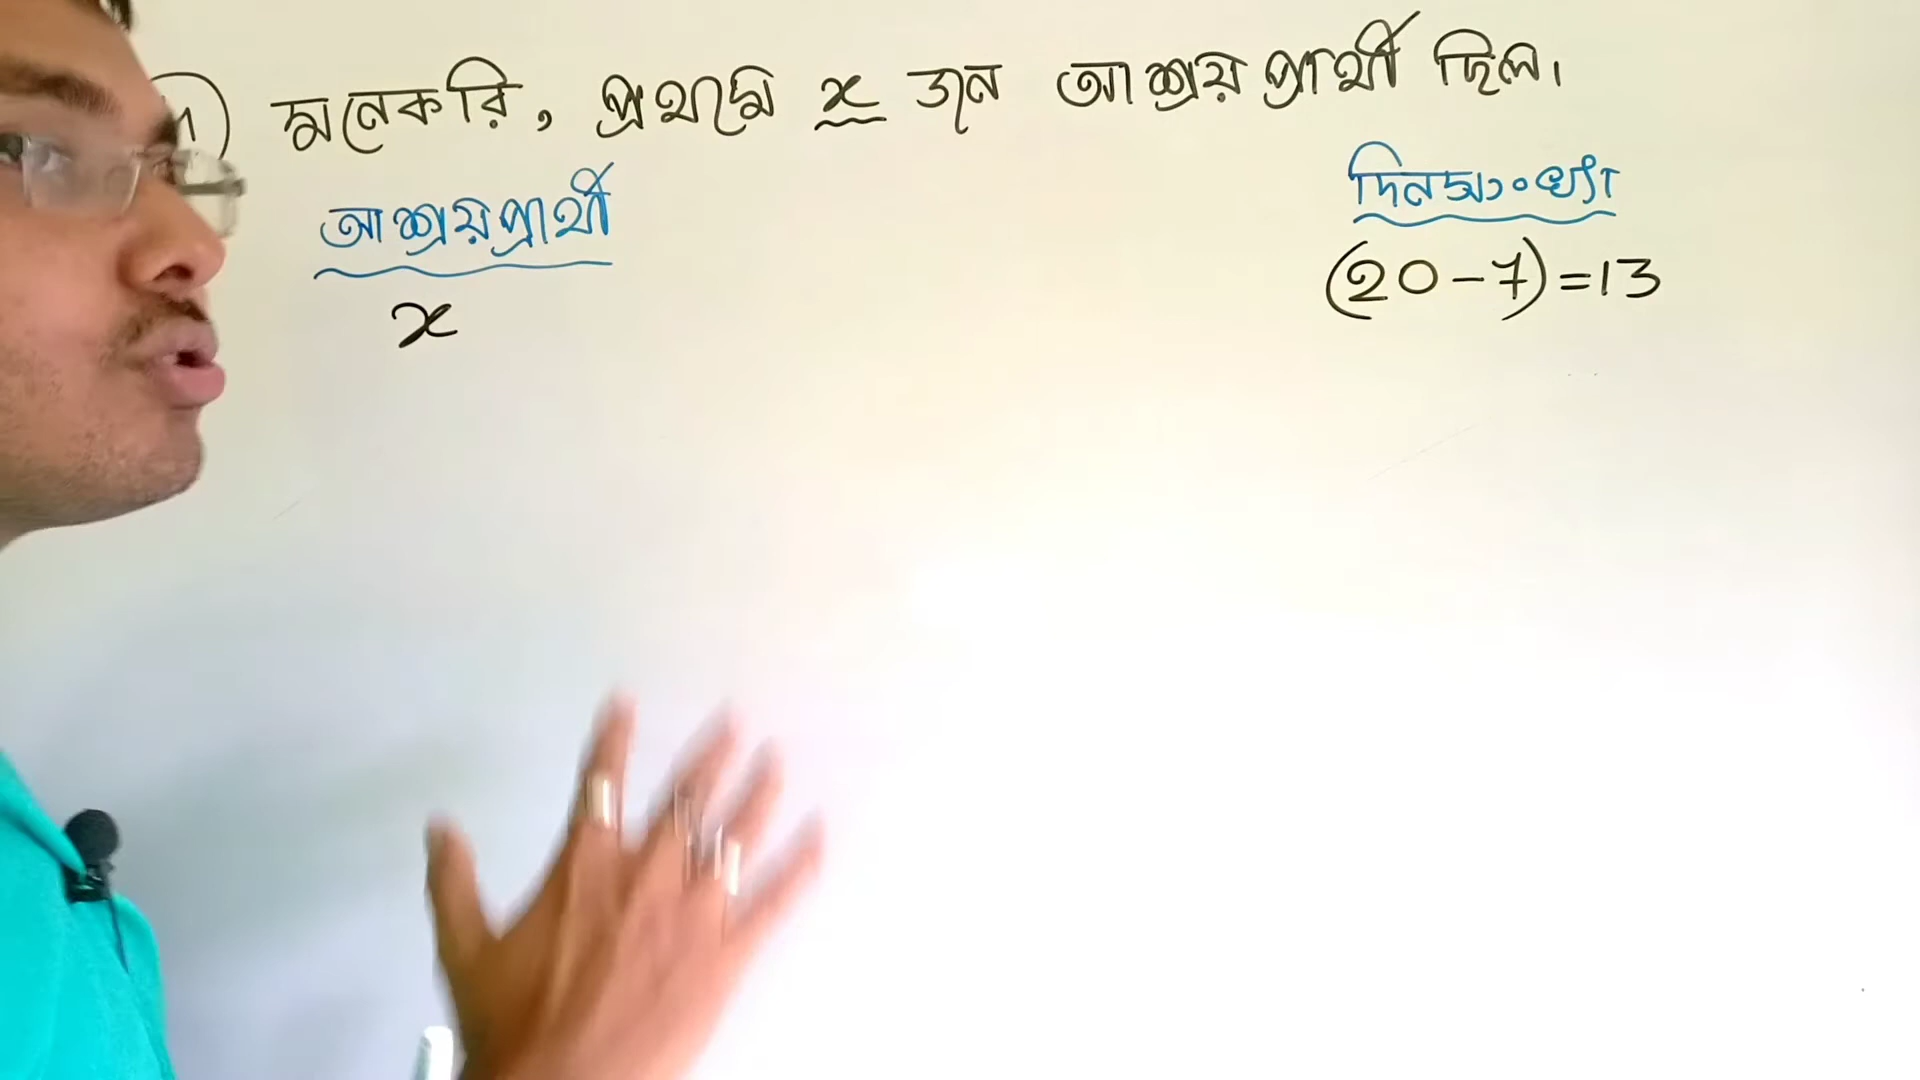 মনেকরি, প্রথমে x জন আশ্রয়প্রার্থী ছিল।
আশ্রয়প্রার্থী
দিনসংখ্যা
x
(20-7)=13